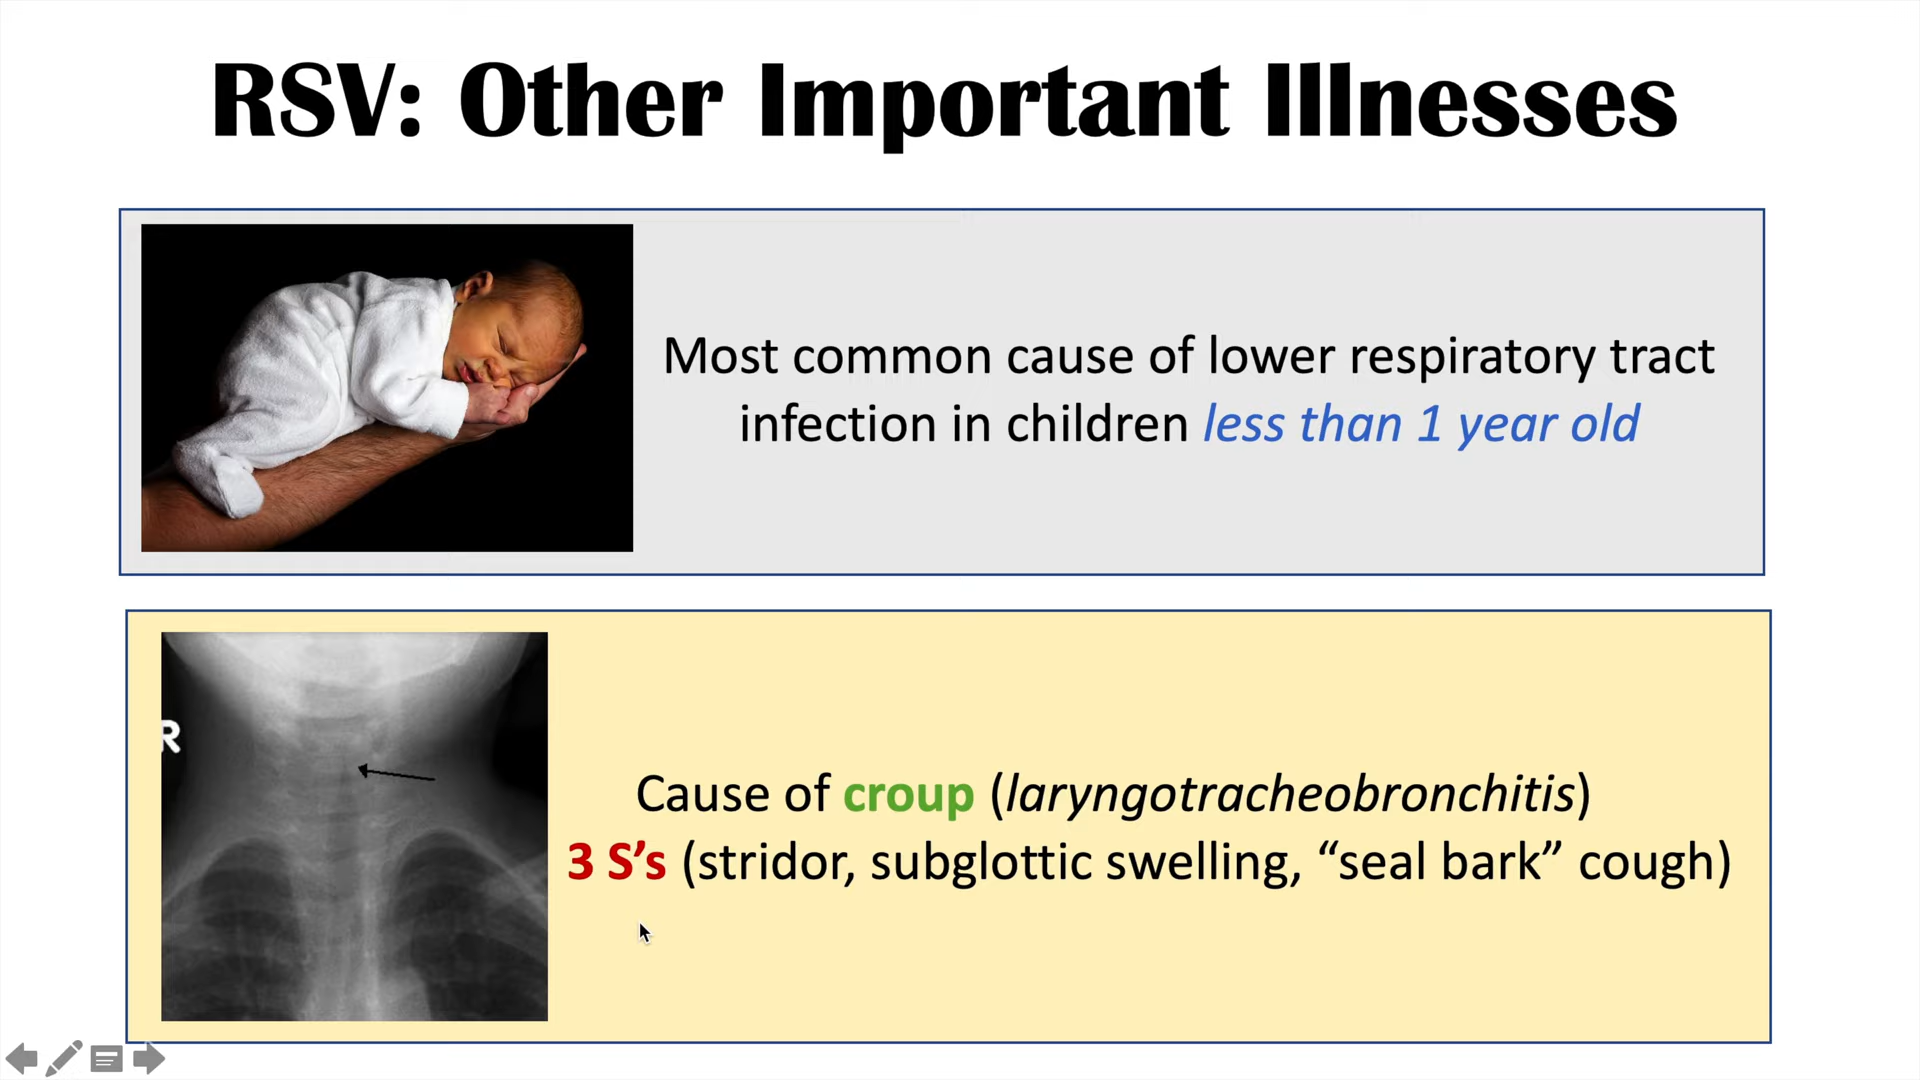 RSV: Other Important Illnesses
Most common cause of lower respiratory tract
infection in children less than 1 year old
R
Cause of croup (laryngotracheobronchitis)
3 S’s (stridor, subglottic swelling, “seal bark” cough)